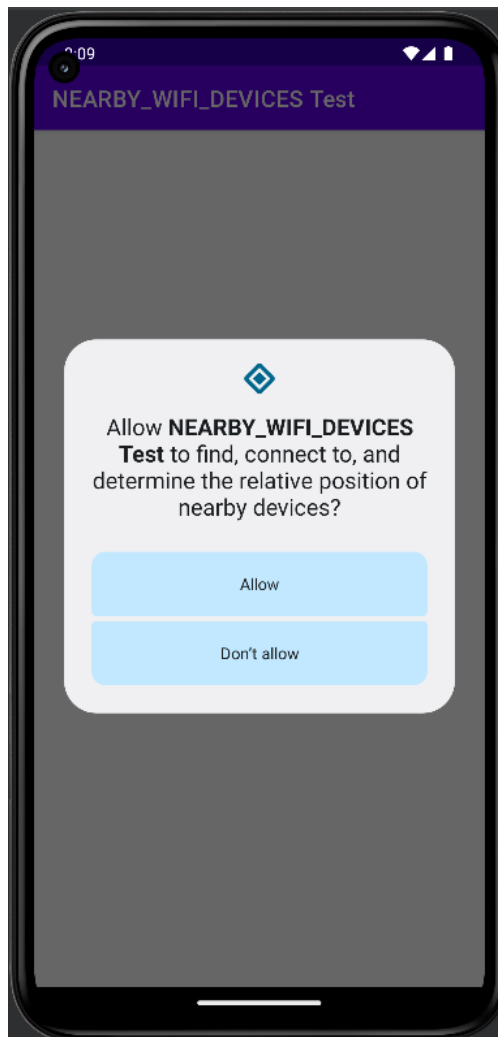 NEARBY_WIFI_DEVICES Test
Allow NEARBY_WIFI_DEVICES
Test to find, connect to, and
determine the relative position of
nearby devices?
Allow
Don’t allow